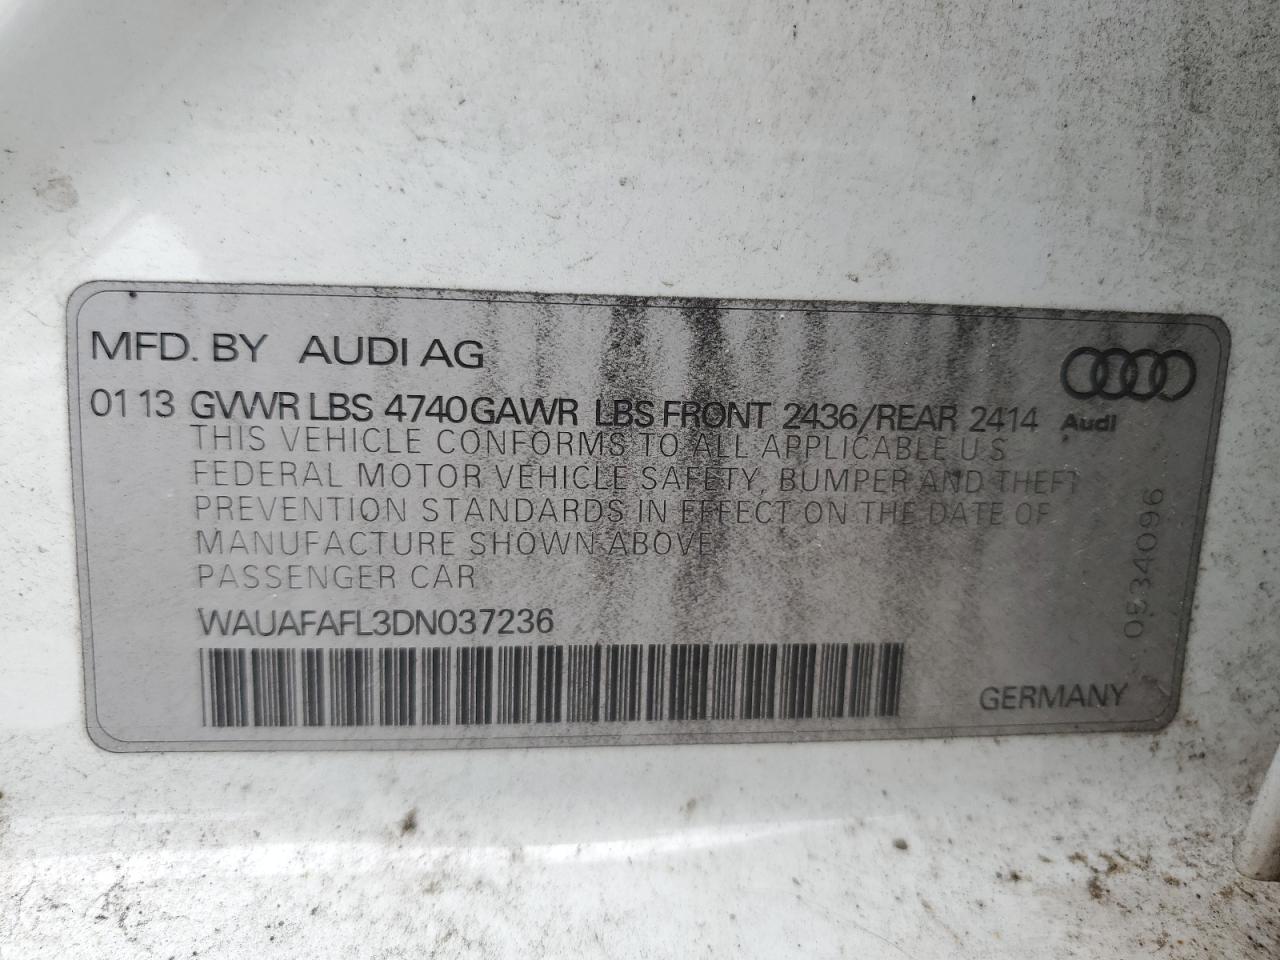 MFD. BY AUDI AG
01 13 GVWR LBS 4740 GAWR LBS FRONT 2436/REAR 2414
Audi
THIS VEHICLE CONFORMS TO ALL APPLICABLE U.S.
FEDERAL MOTOR VEHICLE SAFETY, BUMPER AND THEFT
PREVENTION STANDARDS IN EFFECT ON THE DATE OF
MANUFACTURE SHOWN ABOVE.
PASSENGER CAR
WAUAFAFL3DN037236
GERMANY
0534096